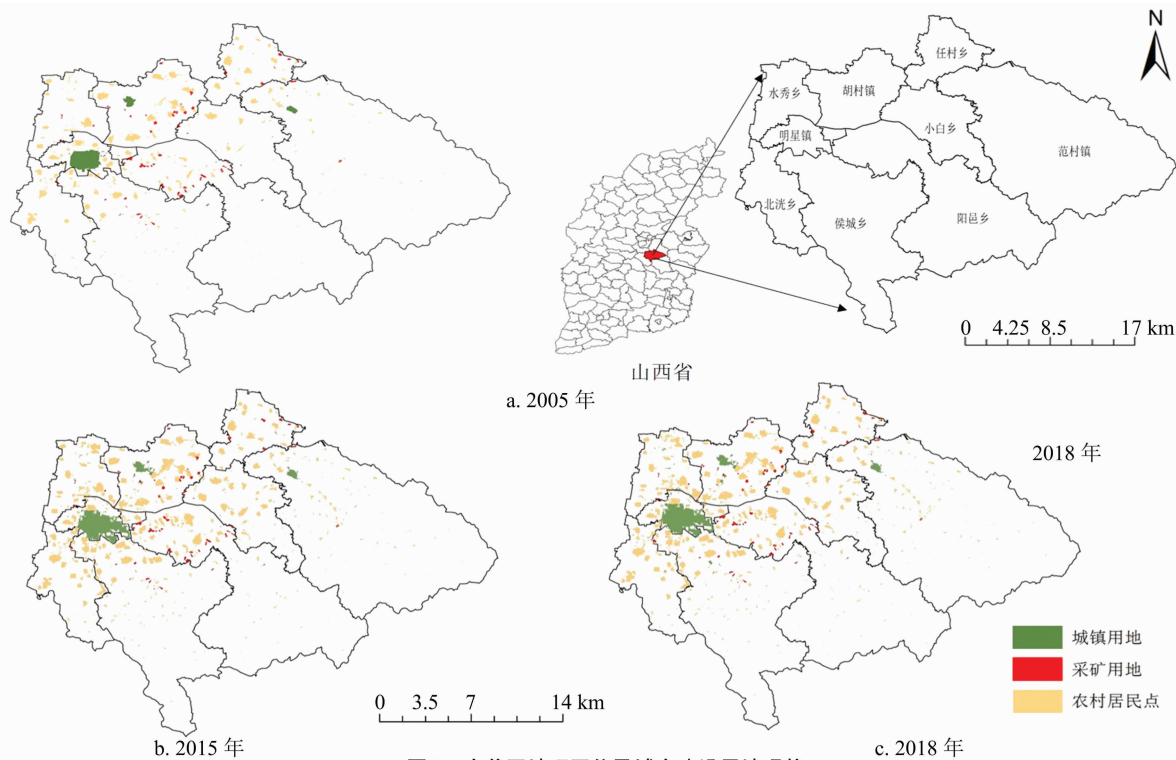 N
任村乡
水秀乡
胡村镇
小白乡
明星镇
范村镇
北洸乡
侯城乡
阳邑乡
0 4.25 8.5 17 km
山西省
a. 2005 年
2018 年
城镇用地
采矿用地
农村居民点
0 3.5 7 14 km
b. 2015 年
c. 2018 年